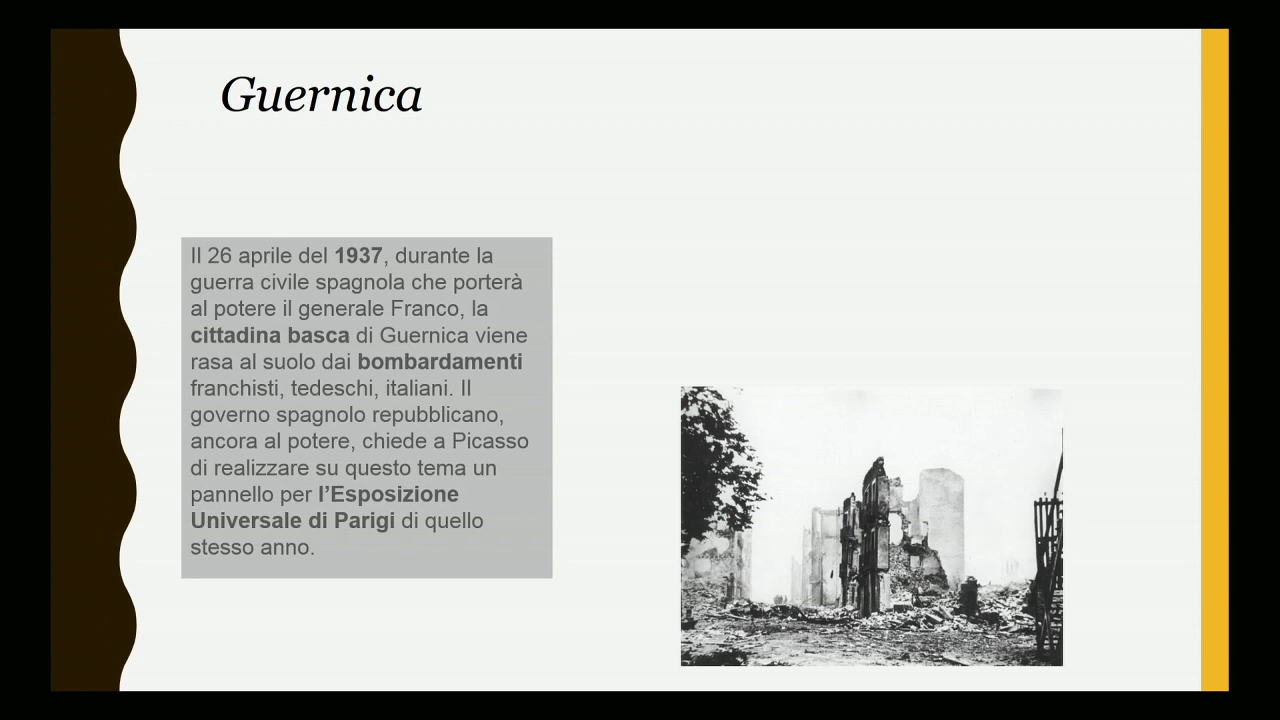 Guernica
Il 26 aprile del 1937, durante la
guerra civile spagnola che porterà
al potere il generale Franco, la
cittadina basca di Guernica viene
rasa al suolo dai bombardamenti
franchisti, tedeschi, italiani. Il
governo spagnolo repubblicano,
ancora al potere, chiede a Picasso
di realizzare su questo tema un
pannello per l’Esposizione
Universale di Parigi di quello
stesso anno.